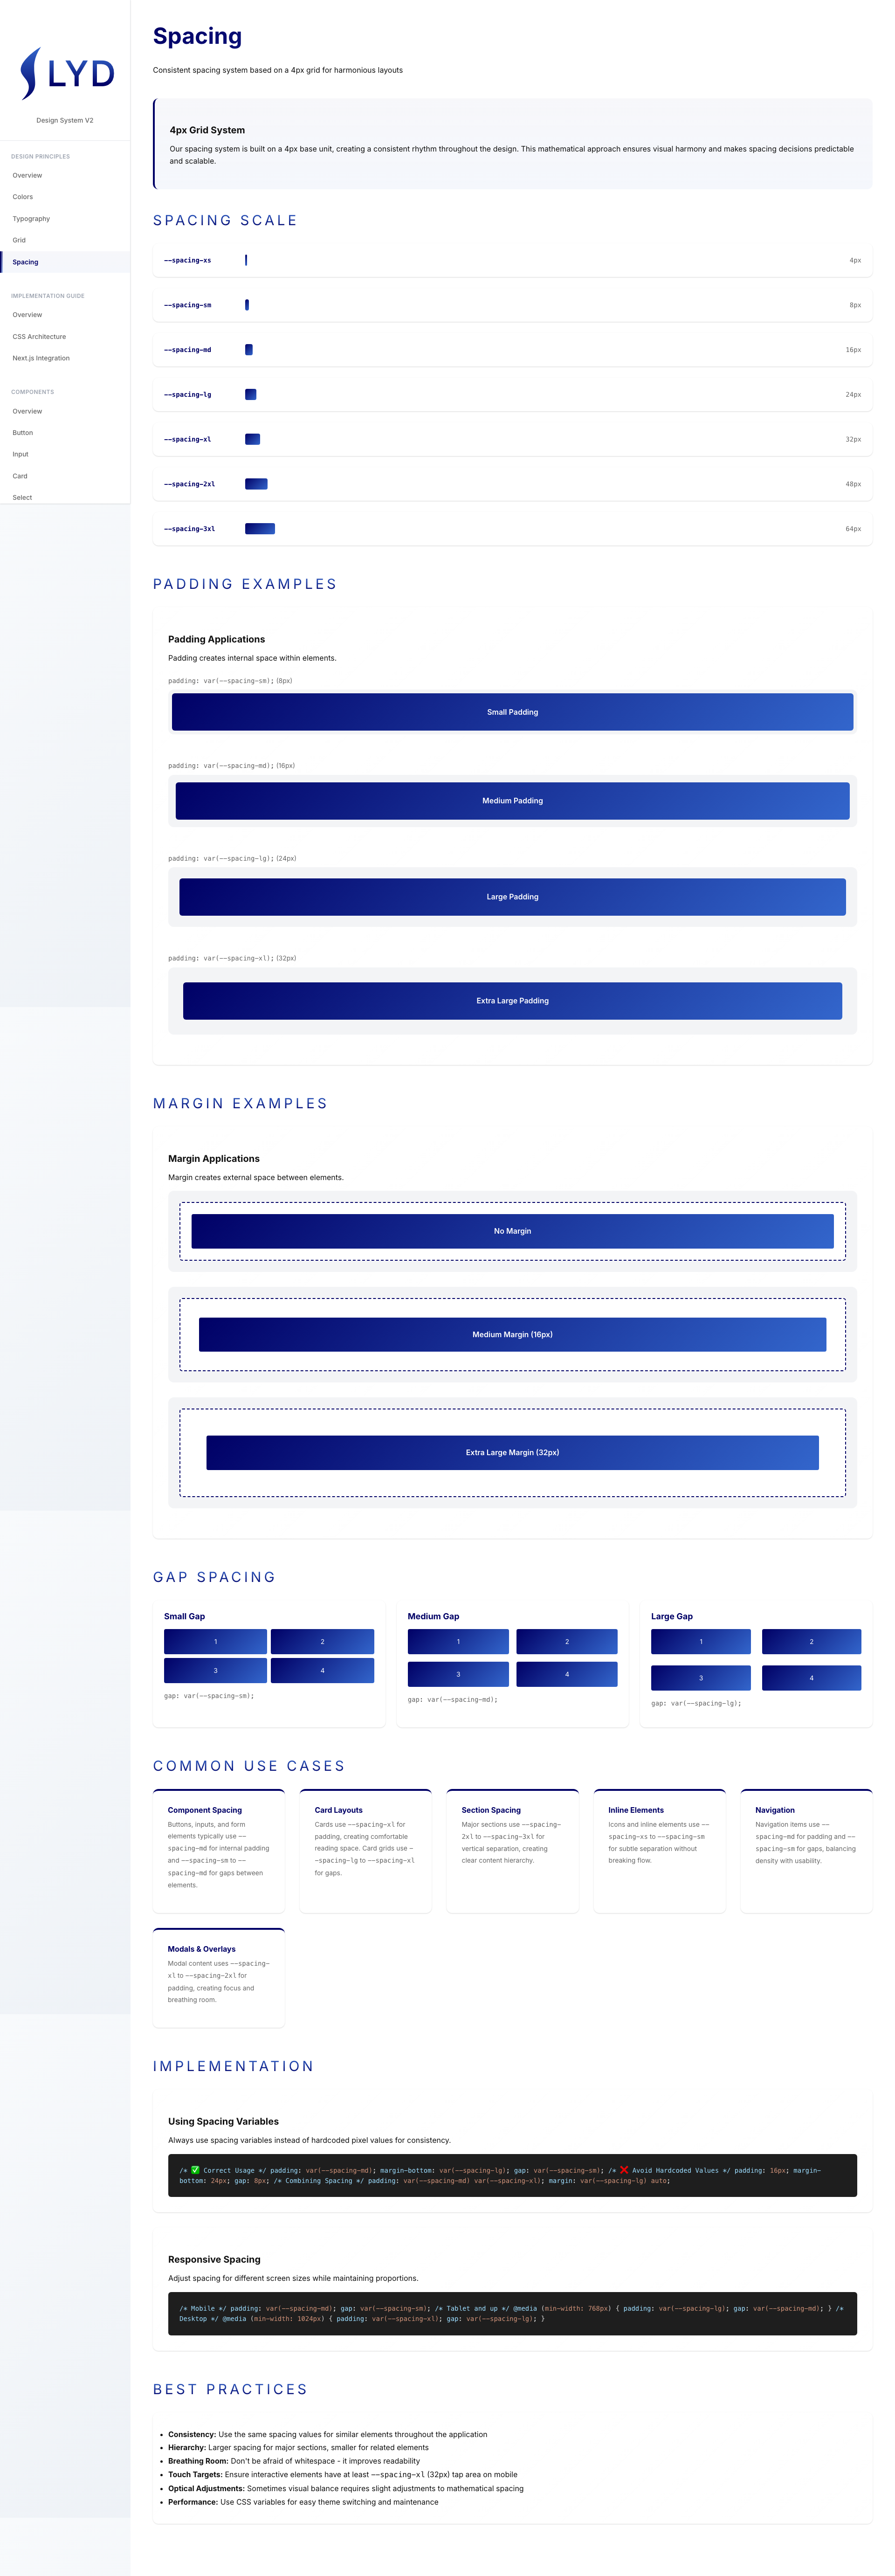 LYD
Design System V2
DESIGN PRINCIPLES
Overview
Colors
Typography
Grid
Spacing
IMPLEMENTATION GUIDE
Overview
CSS Architecture
Next.js Integration
COMPONENTS
Overview
Button
Input
Card
Select
Spacing
Consistent spacing system based on a 4px grid for harmonious layouts
4px Grid System
Our spacing system is built on a 4px base unit, creating a consistent rhythm throughout the design. This mathematical approach ensures visual harmony and makes spacing decisions predictable
and scalable.
SPACING SCALE
--spacing-xs 4px
--spacing-sm 8px
--spacing-md 16px
--spacing-lg 24px
--spacing-xl 32px
--spacing-2xl 48px
--spacing-3xl 64px
PADDING EXAMPLES
Padding Applications
Padding creates internal space within elements.
padding: var(--spacing-sm); (8px)
Small Padding
padding: var(--spacing-md); (16px)
Medium Padding
padding: var(--spacing-lg); (24px)
Large Padding
padding: var(--spacing-xl); (32px)
Extra Large Padding
MARGIN EXAMPLES
Margin Applications
Margin creates external space between elements.
No Margin
Medium Margin (16px)
Extra Large Margin (32px)
GAP SPACING
Small Gap
1 2
3 4
gap: var(--spacing-sm);
Medium Gap
1 2
3 4
gap: var(--spacing-md);
Large Gap
1 2
3 4
gap: var(--spacing-lg);
COMMON USE CASES
Component Spacing
Buttons, inputs, and form
elements typically use --
spacing-md for internal padding
and --spacing-sm to --
spacing-md for gaps between
elements.
Card Layouts
Cards use --spacing-xl for
padding, creating comfortable
reading space. Card grids use -
-spacing-lg to --spacing-xl
for gaps.
Section Spacing
Major sections use --spacing-
2xl to --spacing-3xl for
vertical separation, creating
clear content hierarchy.
Inline Elements
Icons and inline elements use --
spacing-xs to --spacing-sm
for subtle separation without
breaking flow.
Navigation
Navigation items use --
spacing-md for padding and --
spacing-sm for gaps, balancing
density with usability.
Modals & Overlays
Modal content uses --spacing-
xl to --spacing-2xl for
padding, creating focus and
breathing room.
IMPLEMENTATION
Using Spacing Variables
Always use spacing variables instead of hardcoded pixel values for consistency.
/* ✅ Correct Usage */ padding: var(--spacing-md); margin-bottom: var(--spacing-lg); gap: var(--spacing-sm); /* ❌ Avoid Hardcoded Values */ padding: 16px; margin-
bottom: 24px; gap: 8px; /* Combining Spacing */ padding: var(--spacing-md) var(--spacing-xl); margin: var(--spacing-lg) auto;
Responsive Spacing
Adjust spacing for different screen sizes while maintaining proportions.
/* Mobile */ padding: var(--spacing-md); gap: var(--spacing-sm); /* Tablet and up */ @media (min-width: 768px) { padding: var(--spacing-lg); gap: var(--spacing-md); } /*
Desktop */ @media (min-width: 1024px) { padding: var(--spacing-xl); gap: var(--spacing-lg); }
BEST PRACTICES
• Consistency: Use the same spacing values for similar elements throughout the application
• Hierarchy: Larger spacing for major sections, smaller for related elements
• Breathing Room: Don't be afraid of whitespace - it improves readability
• Touch Targets: Ensure interactive elements have at least --spacing-xl (32px) tap area on mobile
• Optical Adjustments: Sometimes visual balance requires slight adjustments to mathematical spacing
• Performance: Use CSS variables for easy theme switching and maintenance